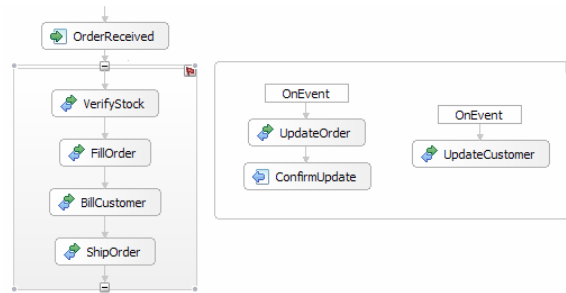 OrderReceived
VerifyStock
FillOrder
BillCustomer
ShipOrder
OnEvent
UpdateOrder
ConfirmUpdate
OnEvent
UpdateCustomer